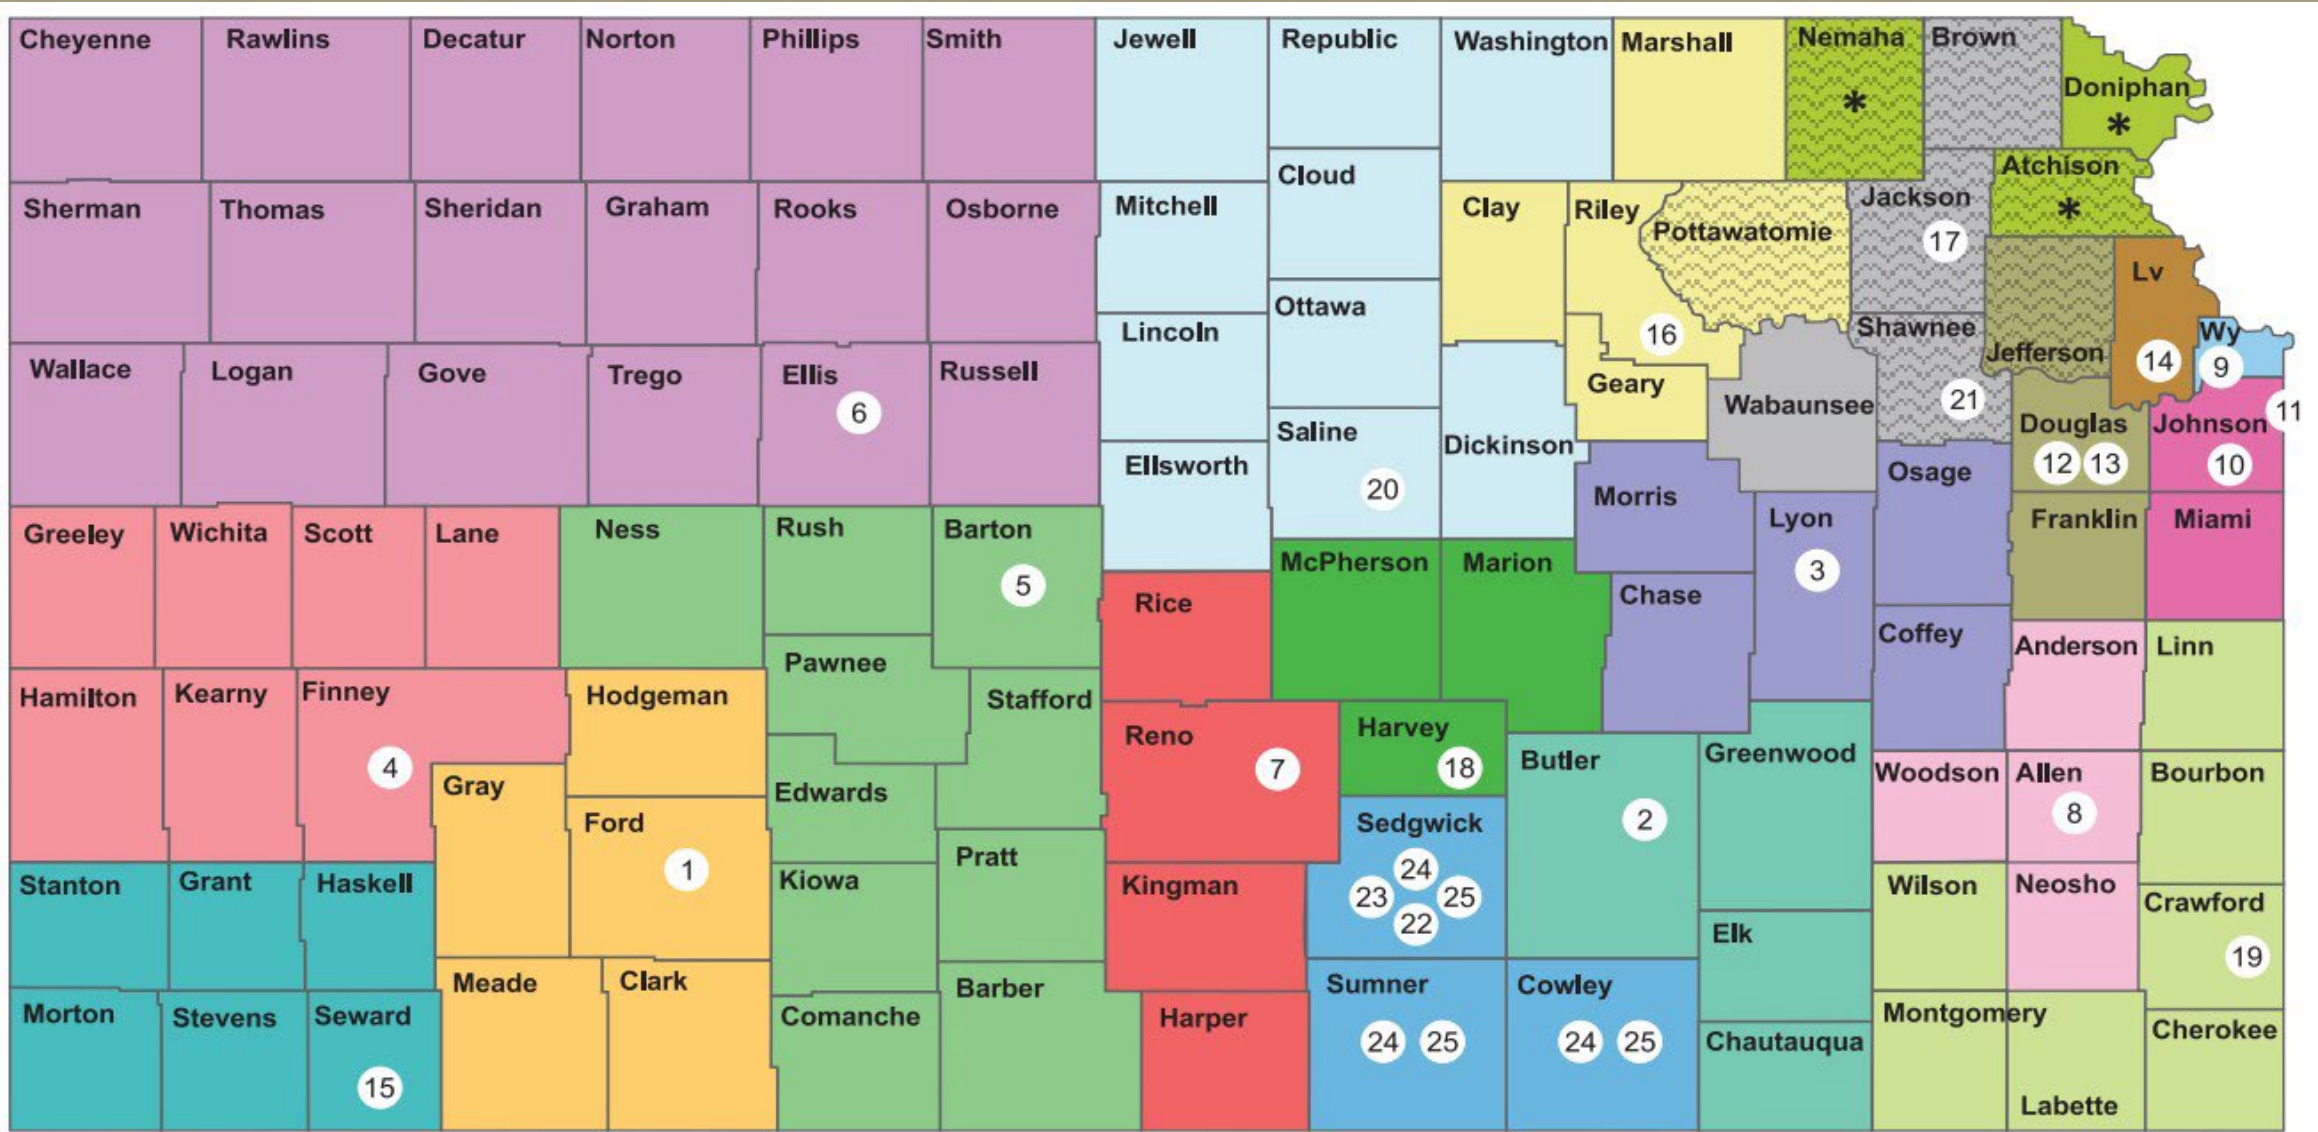 Cheyenne
Rawlins
Decatur
Norton
Phillips
Smith
Jewell
Republic
Washington
Marshall
Nemaha
*
Brown
Doniphan
*
Sherman
Thomas
Sheridan
Graham
Rooks
Osborne
Mitchell
Cloud
Clay
Riley
16
Pottawatomie
Jackson
17
Atchison
*
Wallace
Logan
Gove
Trego
Ellis
6
Russell
Lincoln
Ottawa
Geary
Wabaunsee
Shawnee
21
Jefferson
Lv
14
Wy
9
Ellsworth
Saline
20
Dickinson
Morris
Osage
Douglas
12 13
Johnson
11
10
Greeley
Wichita
Scott
Lane
Ness
Rush
Barton
5
Rice
McPherson
Marion
Chase
Lyon
3
Coffey
Franklin
Miami
Hamilton
Kearny
Finney
4
Hodgeman
Pawnee
Stafford
Reno
7
Harvey
18
Butler
2
Greenwood
Anderson
Linn
Gray
Ford
1
Edwards
Woodson
Allen
8
Bourbon
Stanton
Grant
Haskell
Kiowa
Pratt
Kingman
Sedgwick
24
23 25
22
Elk
Wilson
Neosho
Crawford
19
Morton
Stevens
Seward
15
Meade
Clark
Comanche
Barber
Harper
Sumner
24 25
Cowley
24 25
Chautauqua
Montgomery
Labette
Cherokee